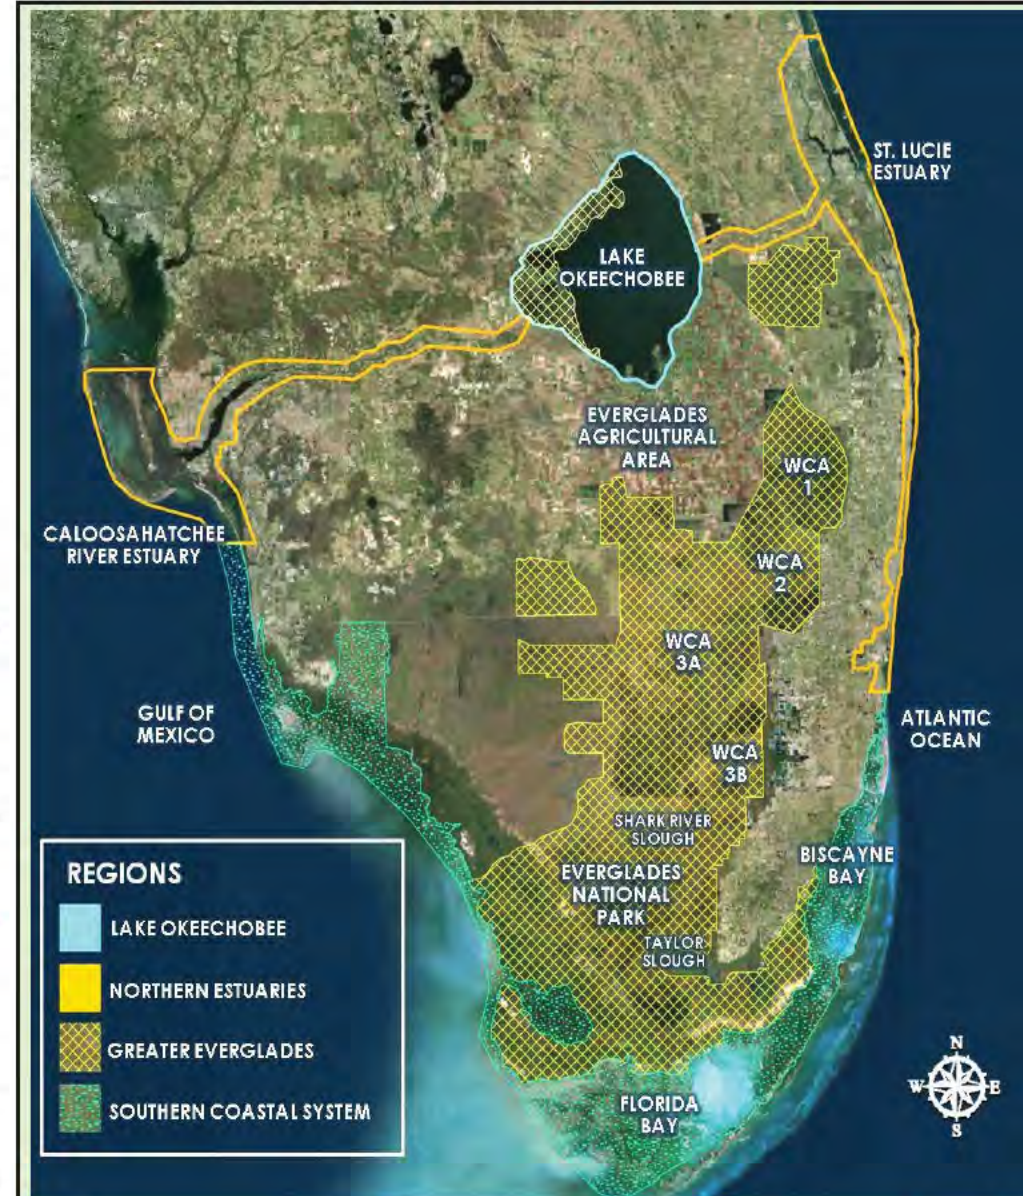 ST. LUCIE
ESTUARY
LAKE
OKEECHOBEE
EVERGLADES
AGRICULTURAL
AREA
WCA
1
CALOOSAHATCHEE
RIVER ESTUARY
WCA
2
WCA
3A
GULF OF
MEXICO
ATLANTIC
OCEAN
WCA
3B
SHARK RIVER
SLOUGH
BISCAYNE
BAY
EVERGLADES
NATIONAL
PARK
TAYLOR
SLOUGH
REGIONS
LAKE OKEECHOBEE
NORTHERN ESTUARIES
GREATER EVERGLADES
SOUTHERN COASTAL SYSTEM
FLORIDA
BAY
N
W E
S